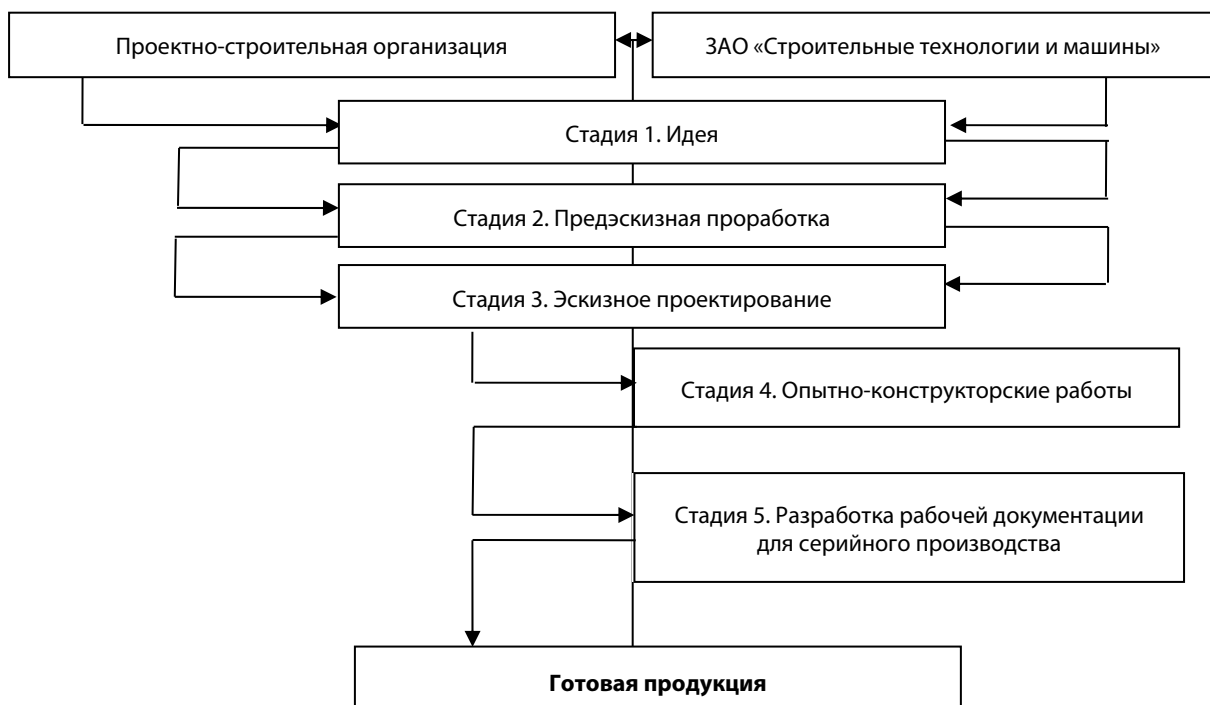 Проектно-строительная организация
ЗАО «Строительные технологии и машины»
Стадия 1. Идея
Стадия 2. Предэскизная проработка
Стадия 3. Эскизное проектирование
Стадия 4. Опытно-конструкторские работы
Стадия 5. Разработка рабочей документации
для серийного производства
Готовая продукция